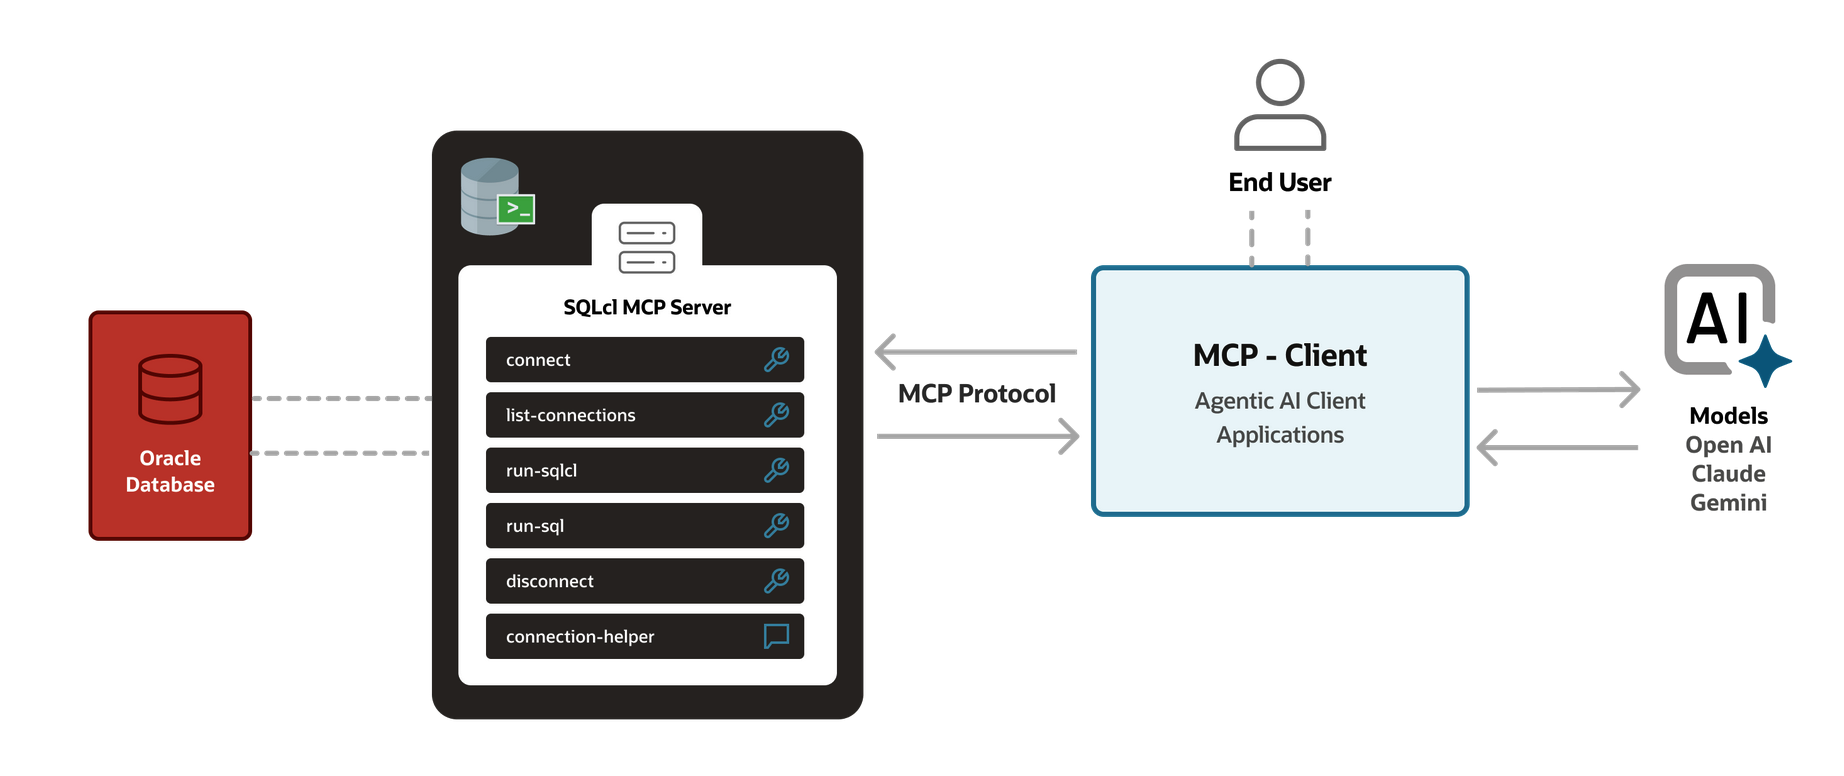 Oracle
Database
>_
SQLcl MCP Server
connect
list-connections
run-sqlcl
run-sql
disconnect
connection-helper
MCP Protocol
End User
MCP - Client
Agentic AI Client
Applications
AI
Models
Open AI
Claude
Gemini